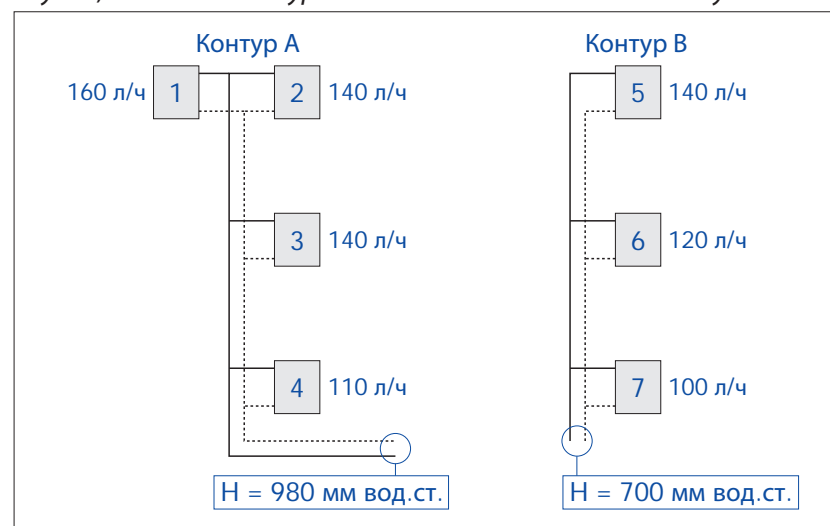 Контур А
Контур В
160 л/ч
1
2
140 л/ч
5
140 л/ч
3
140 л/ч
6
120 л/ч
4
110 л/ч
7
100 л/ч
H = 980 мм вод.ст.
H = 700 мм вод.ст.